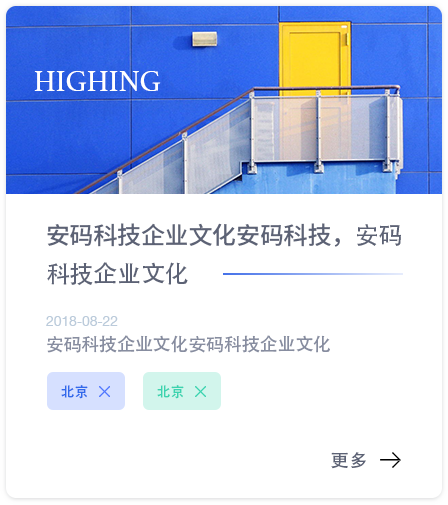 HIGHING
安码科技企业文化安码科技，安码
科技企业文化
2018-08-22
安码科技企业文化安码科技企业文化
北京 × 北京 ×
更多 →